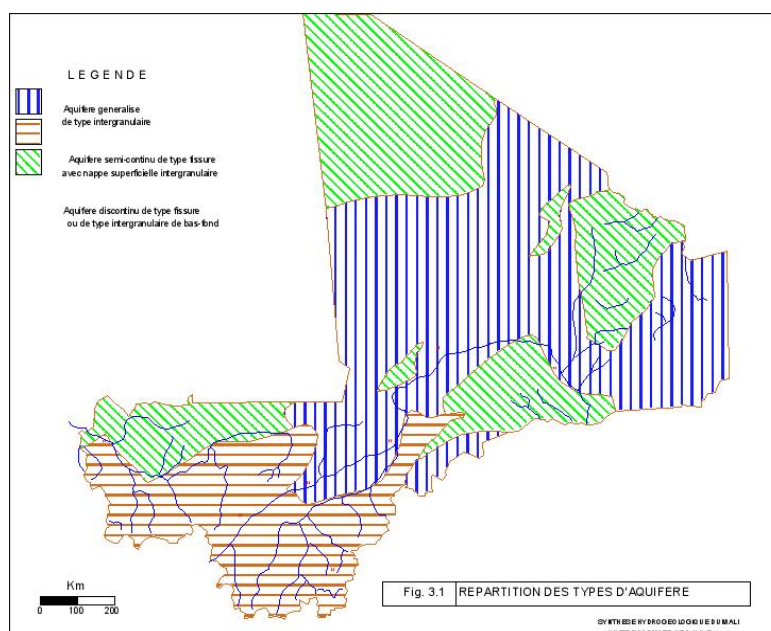 L E G E N D E
Aquifere generalise
de type intergranulaire
Aquifere semi-continu de type fissure
avec nappe superficielle intergranulaire
Aquifere discontinu de type fissure
ou de type intergranulaire de bas-fond
Km
0 100 200
Fig. 3.1 REPARTITION DES TYPES D'AQUIFERE
SYNTHESE HYDROGEOLOGIQUE DU MALI